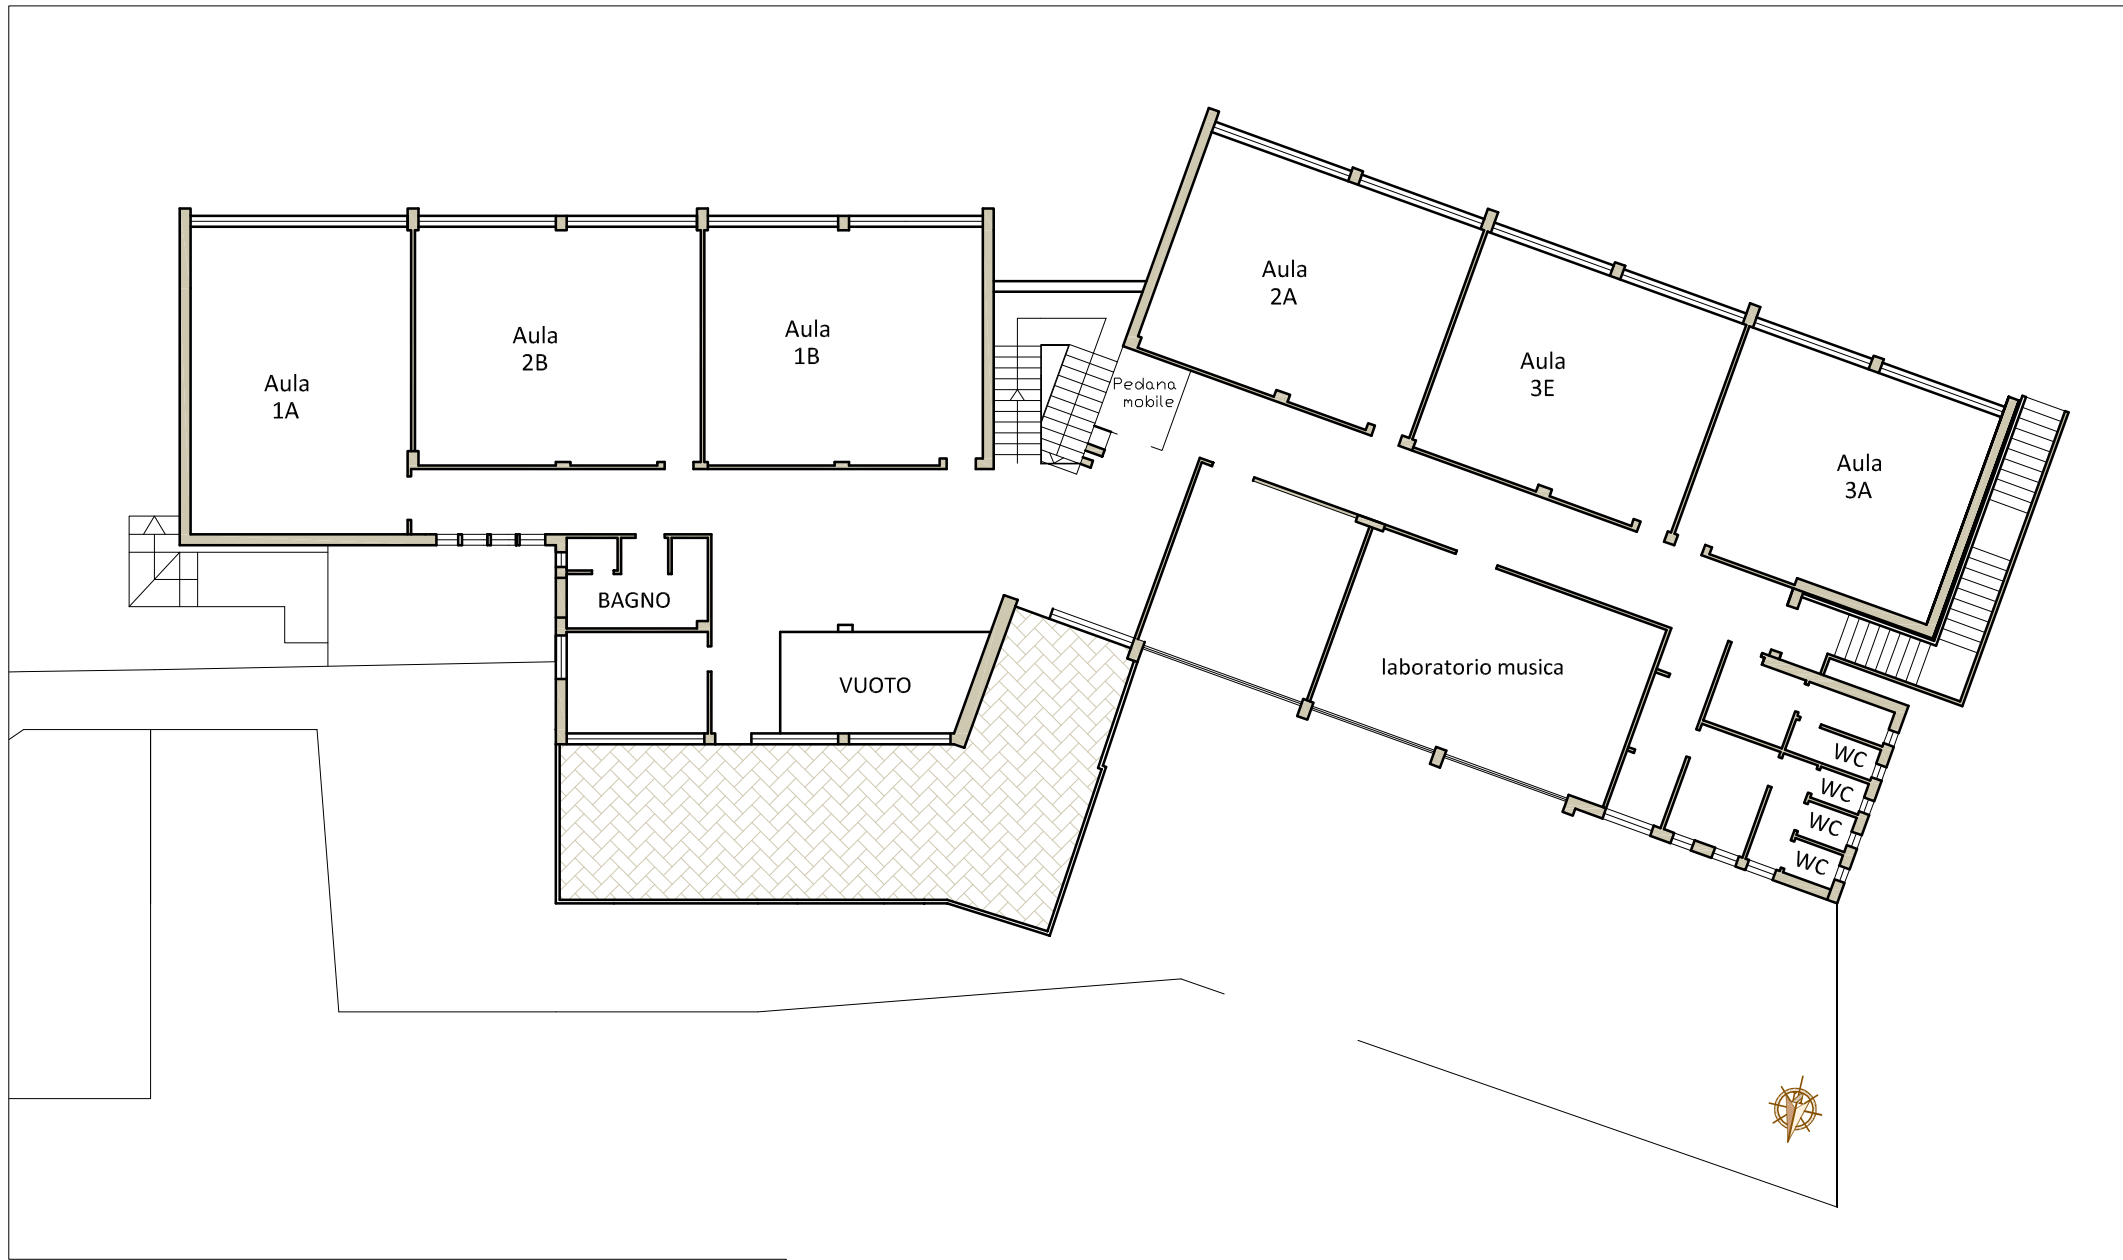 Aula
1A
Aula
2B
Aula
1B
Aula
2A
Aula
3E
Aula
3A
Pedana
mobile
BAGNO
VUOTO
laboratorio musica
WC
WC
WC
WC